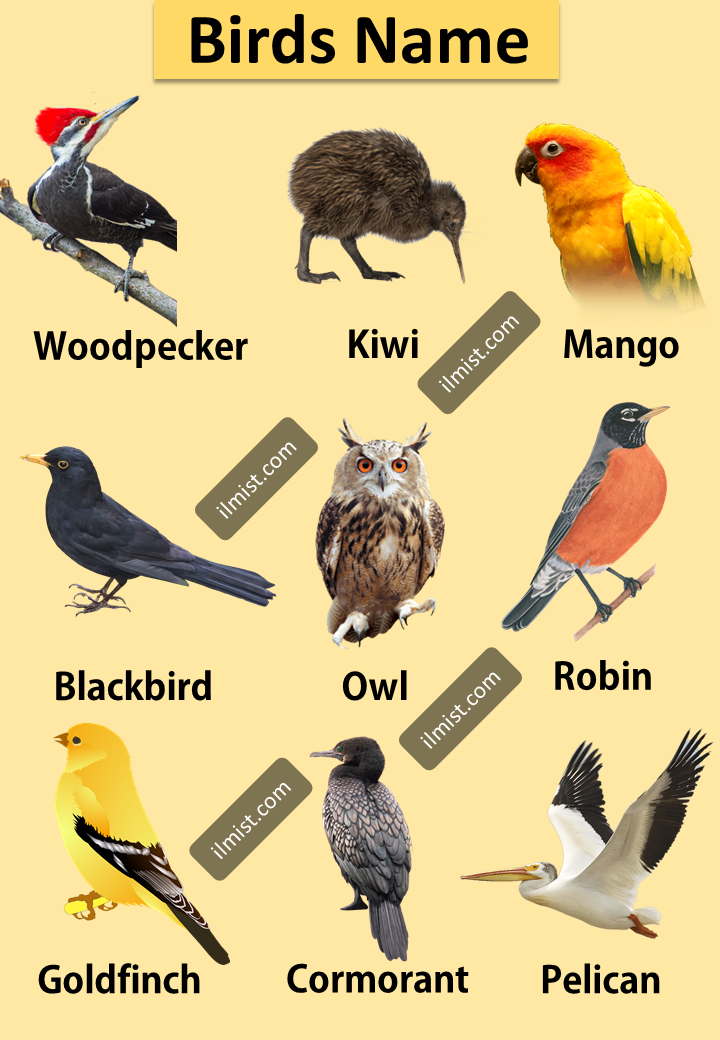 Birds Name
Woodpecker
Kiwi
Mango
ilmist.com
ilmist.com
Blackbird
Owl
Robin
ilmist.com
ilmist.com
Goldfinch
Cormorant
Pelican